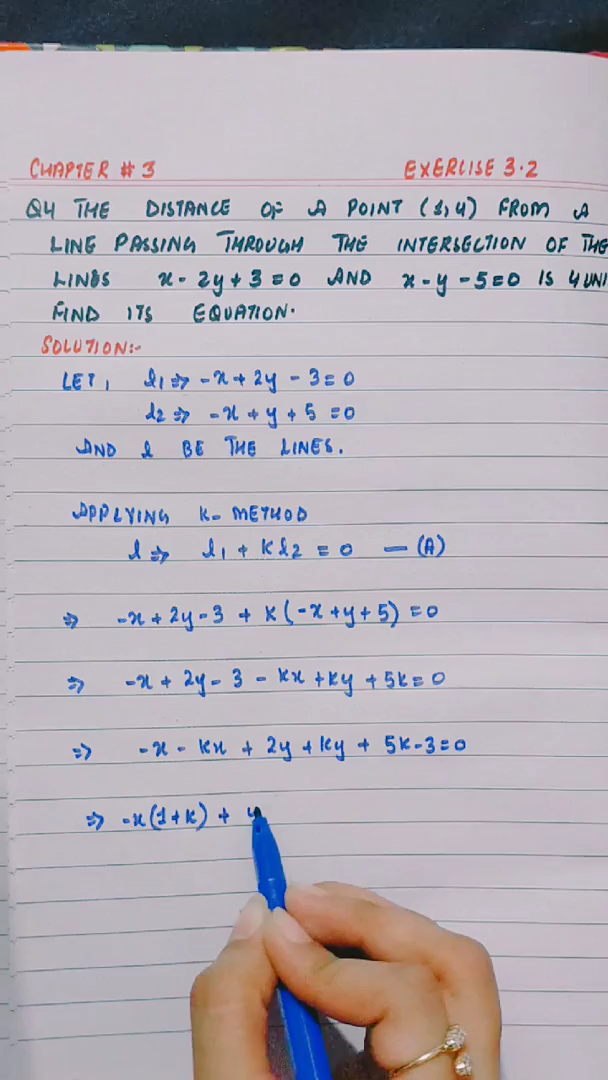 CHAPTER # 3 EXERLISE 3.2
Q4 THE DISTANCE OF A POINT (3,4) FROM A
LINE PASSING THROUGH THE INTERSECTION OF THE
LINES x - 2y + 3 = 0 AND x - y - 5 = 0 IS 4 UNI
FIND ITS EQUATION.
SOLUTION:-
LET, l1 => -x + 2y - 3 = 0
l2 => -x + y + 5 = 0
AND l BE THE LINES.
APPLYING K- METHOD
l => l1 + Kl2 = 0 — (A)
=> -x + 2y - 3 + K(-x + y + 5) = 0
=> -x + 2y - 3 - Kx + Ky + 5K = 0
=> -x - Kx + 2y + Ky + 5K - 3 = 0
=> -x(1 + K) + y